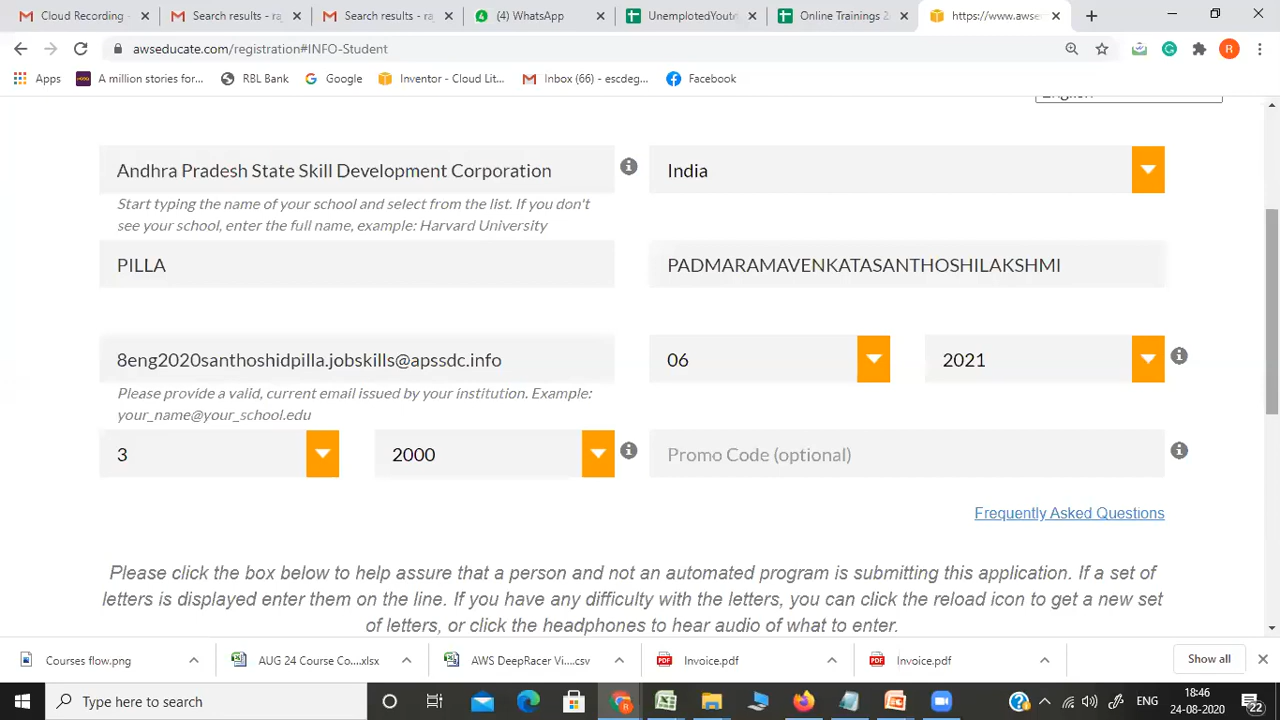 Cloud Recording -
Search results - raj
Search results - raj
(4) WhatsApp
UnemplotedYouth
Online Trainings 2
https://www.awse
awseducate.com/registration#INFO-Student
Apps
A million stories for...
RBL Bank
Google
Inventor - Cloud Lit...
Inbox (66) - escdeg...
Facebook
English
Andhra Pradesh State Skill Development Corporation
India
Start typing the name of your school and select from the list. If you don't
see your school, enter the full name, example: Harvard University
PILLA
PADMARAMAVENKATASANTHOSHILAKSHMI
8eng2020santhoshidpilla.jobskills@apssdc.info
06
2021
Please provide a valid, current email issued by your institution. Example:
your_name@your_school.edu
3
2000
Promo Code (optional)
Frequently Asked Questions
Please click the box below to help assure that a person and not an automated program is submitting this application. If a set of
letters is displayed enter them on the line. If you have any difficulty with the letters, you can click the reload icon to get a new set
of letters, or click the headphones to hear audio of what to enter.
Courses flow.png
AUG 24 Course Co....xlsx
AWS DeepRacer Vi....csv
Invoice.pdf
Invoice.pdf
Show all
Type here to search
ENG
18:46
24-08-2020
22